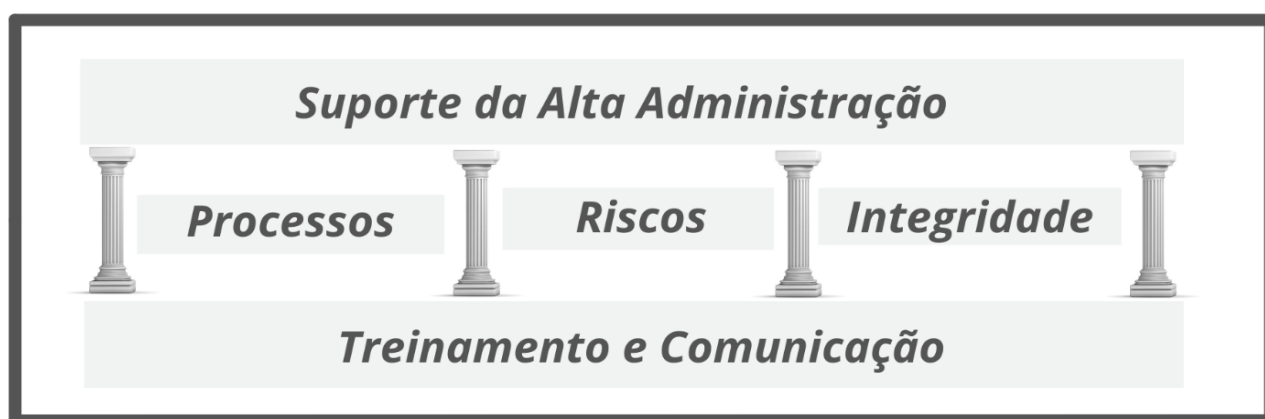 Suporte da Alta Administração
Processos
Riscos
Integridade
Treinamento e Comunicação